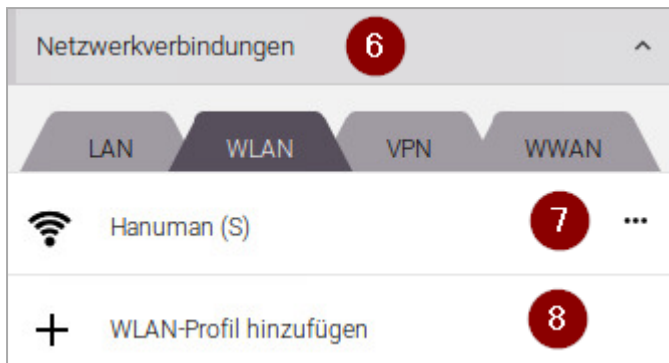 Netzwerkverbindungen 6
LAN WLAN VPN WWAN
Hanuman (S) 7 •••
WLAN-Profil hinzufügen 8